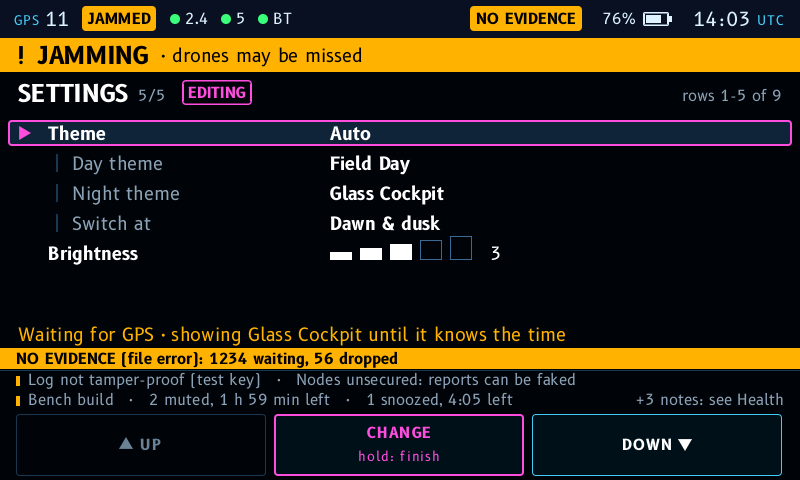 GPS 11 JAMMED 2.4 5 BT NO EVIDENCE 76% 14:03 UTC
! JAMMING · drones may be missed
SETTINGS 5/5 EDITING rows 1-5 of 9
▶ Theme Auto
Day theme Field Day
Night theme Glass Cockpit
Switch at Dawn & dusk
Brightness 3
Waiting for GPS · showing Glass Cockpit until it knows the time
NO EVIDENCE (file error): 1234 waiting, 56 dropped
Log not tamper-proof (test key) · Nodes unsecured: reports can be faked
Bench build · 2 muted, 1 h 59 min left · 1 snoozed, 4:05 left +3 notes: see Health
▲ UP CHANGE DOWN ▼
hold: finish